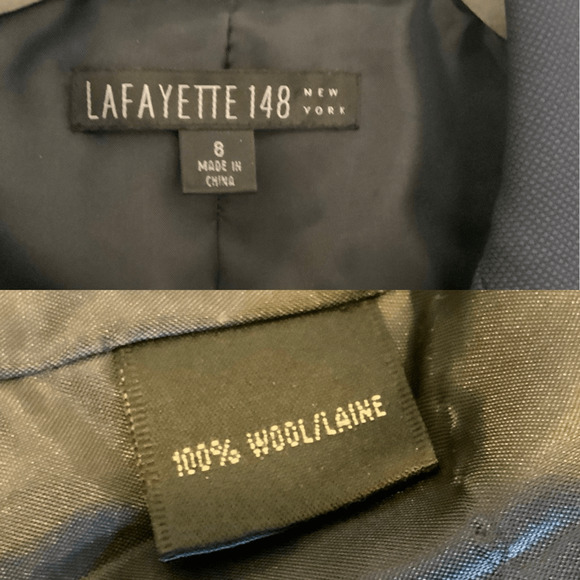 LAFAYETTE 148 NEW
YORK
8
MADE IN
CHINA
100% WOOL/LAINE